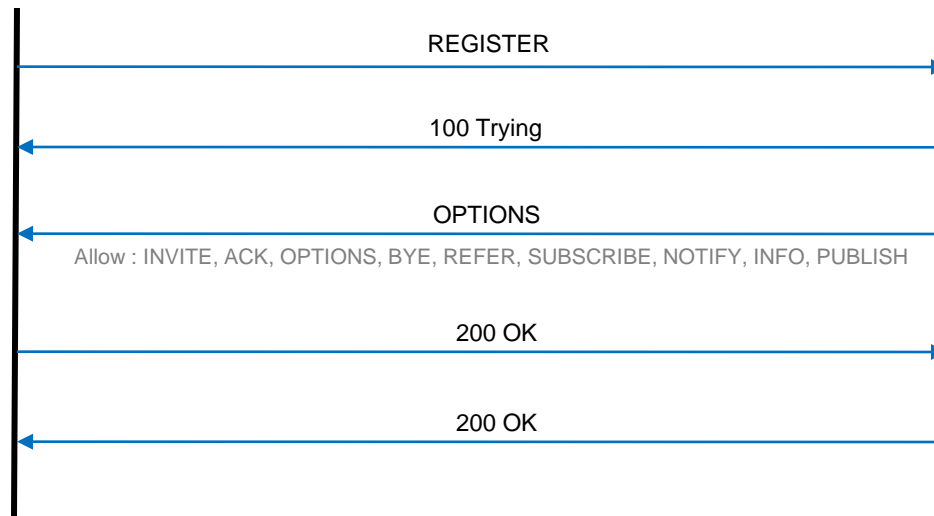 REGISTER
100 Trying
OPTIONS
Allow : INVITE, ACK, OPTIONS, BYE, REFER, SUBSCRIBE, NOTIFY, INFO, PUBLISH
200 OK
200 OK